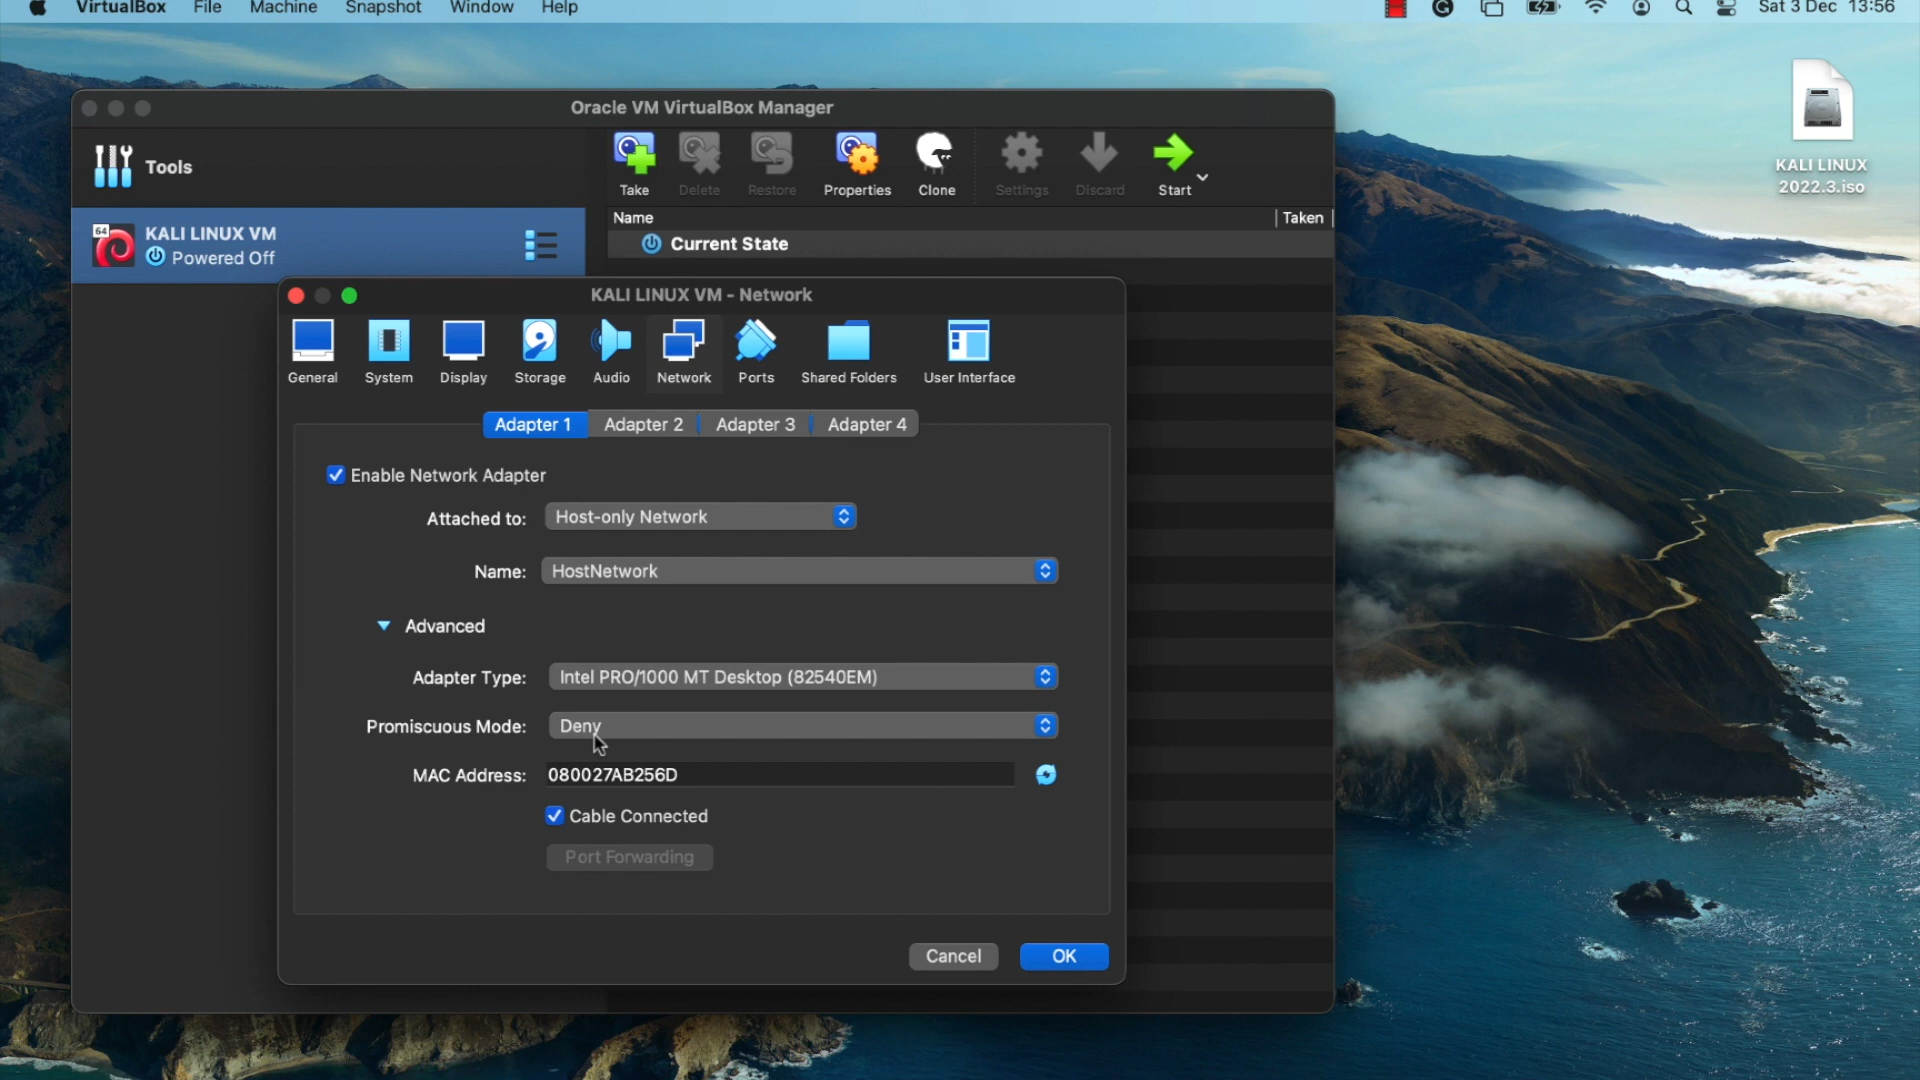 VirtualBox File Machine Snapshot Window Help Sat 3 Dec 13:56
Oracle VM VirtualBox Manager
Tools
Take Delete Restore Properties Clone Settings Discard Start
Name Taken
Current State
64
KALI LINUX VM
Powered Off
KALI LINUX
2022.3.iso
KALI LINUX VM - Network
General System Display Storage Audio Network Ports Shared Folders User Interface
Adapter 1 Adapter 2 Adapter 3 Adapter 4
Enable Network Adapter
Attached to: Host-only Network
Name: HostNetwork
Advanced
Adapter Type: Intel PRO/1000 MT Desktop (82540EM)
Promiscuous Mode: Deny
MAC Address: 080027AB256D
Cable Connected
Port Forwarding
Cancel OK